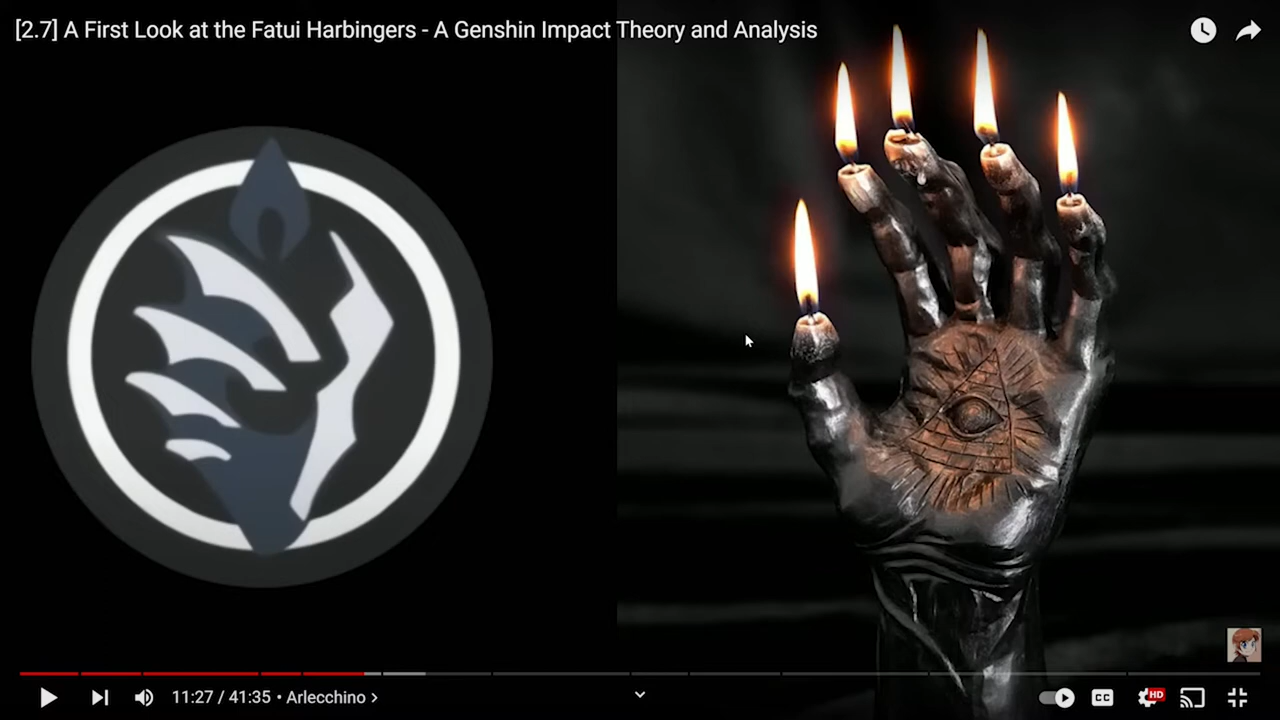 [2.7] A First Look at the Fatui Harbingers - A Genshin Impact Theory and Analysis
11:27 / 41:35 • Arlecchino ›
CC
HD